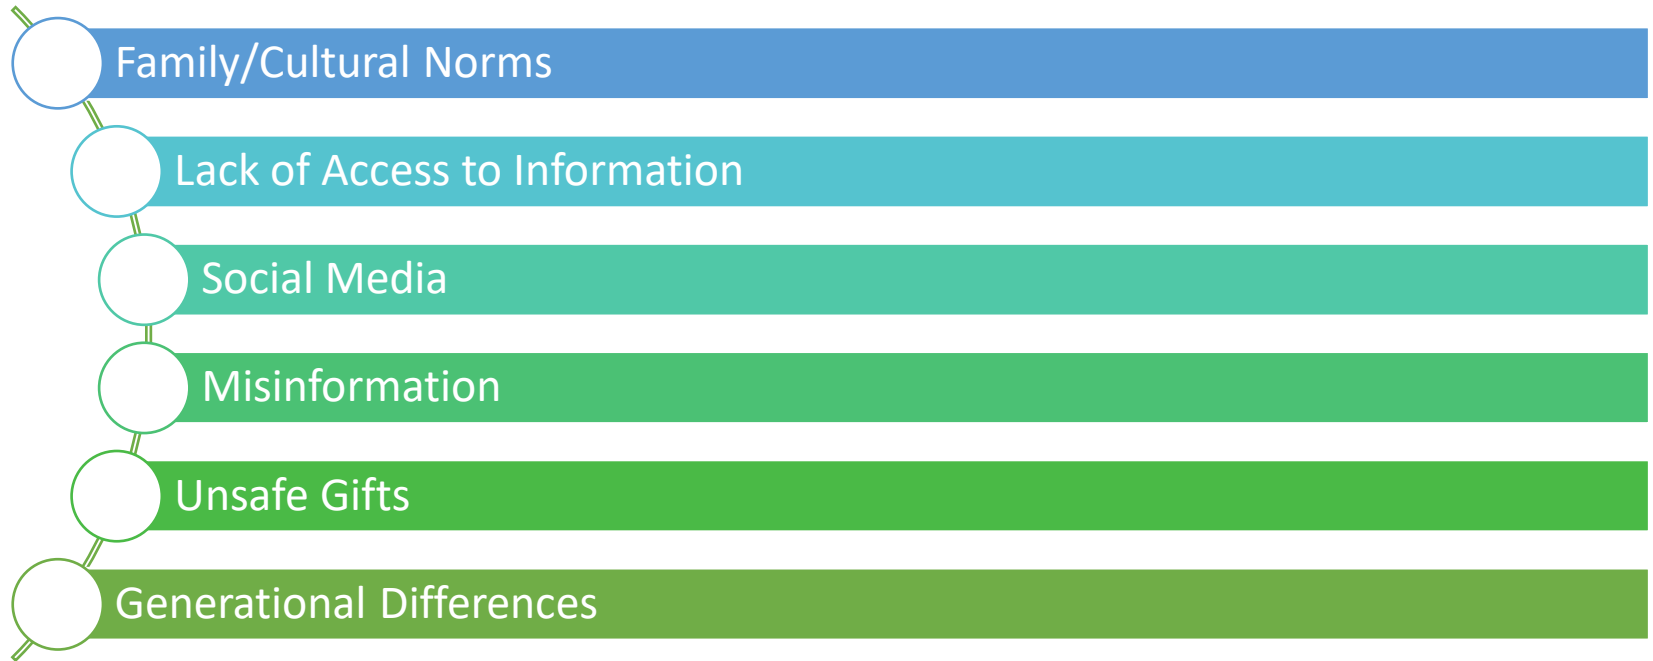 Family/Cultural Norms
Lack of Access to Information
Social Media
Misinformation
Unsafe Gifts
Generational Differences